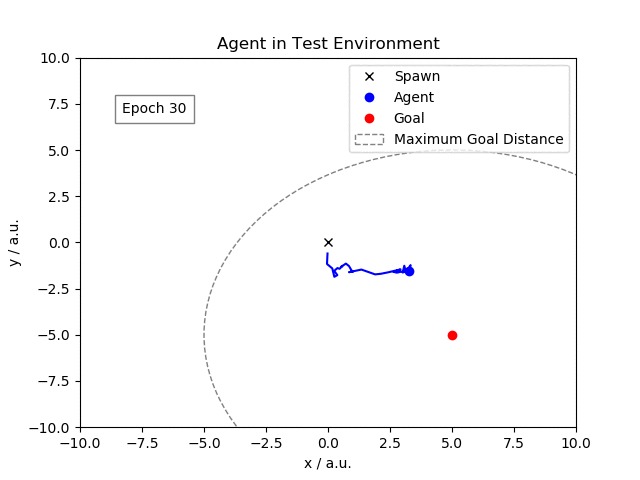 Agent in Test Environment
10.0
7.5
5.0
2.5
0.0
−2.5
−5.0
−7.5
−10.0
y / a.u.
Epoch 30
Spawn
Agent
Goal
Maximum Goal Distance
−10.0 −7.5 −5.0 −2.5 0.0 2.5 5.0 7.5 10.0
x / a.u.